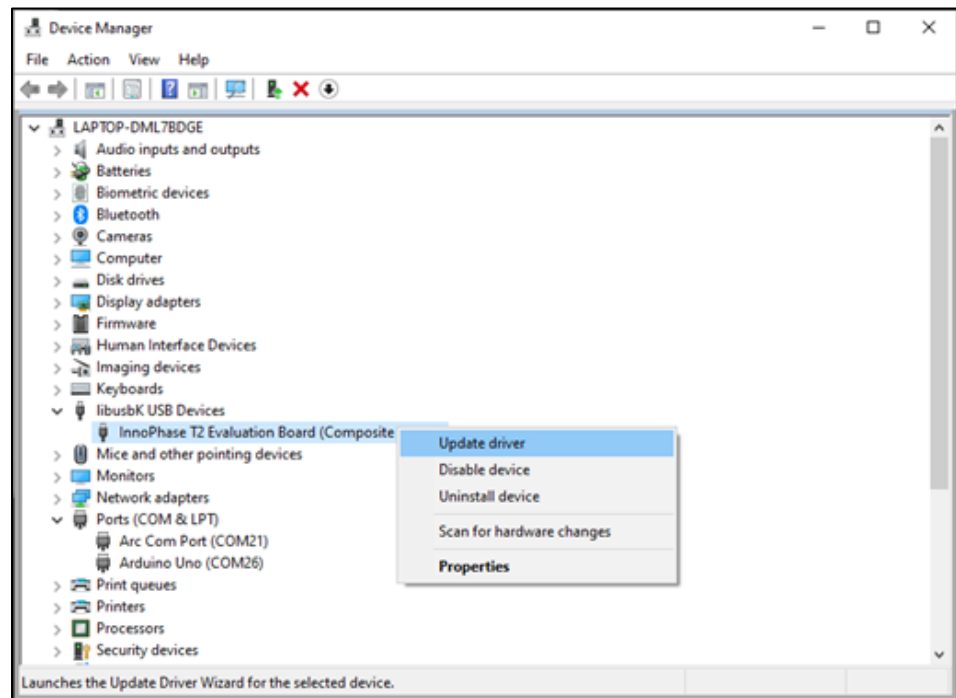 Device Manager
File Action View Help
LAPTOP-DML7BDGE
Audio inputs and outputs
Batteries
Biometric devices
Bluetooth
Cameras
Computer
Disk drives
Display adapters
Firmware
Human Interface Devices
Imaging devices
Keyboards
libusbK USB Devices
InnoPhase T2 Evaluation Board (Composite
Update driver
Disable device
Uninstall device
Scan for hardware changes
Properties
Mice and other pointing devices
Monitors
Network adapters
Ports (COM & LPT)
Arc Com Port (COM21)
Arduino Uno (COM26)
Print queues
Printers
Processors
Security devices
Launches the Update Driver Wizard for the selected device.